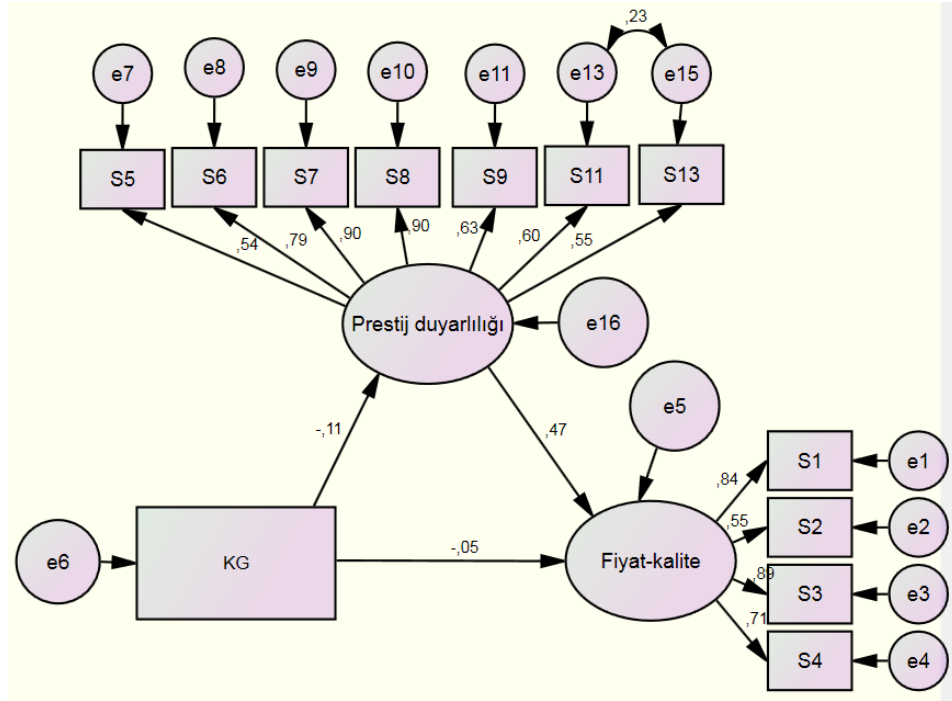 ,23
e7
e8
e9
e10
e11
e13
e15
S5
S6
S7
S8
S9
S11
S13
,54
,79
,90
,90
,63
,60
,55
Prestij duyarlılığı
e16
e5
-,11
,47
S1
e1
,84
S2
e2
,55
e6
KG
-,05
Fiyat-kalite
,89
S3
e3
,71
S4
e4